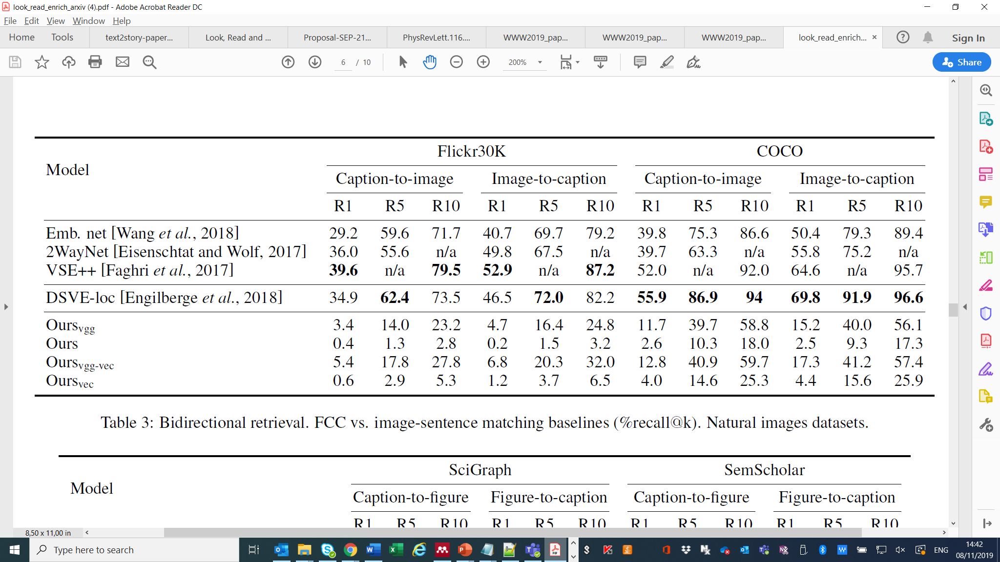 look_read_enrich_arxiv (4).pdf - Adobe Acrobat Reader DC
File Edit View Window Help
Home Tools text2story-paper... Look, Read and ... Proposal-SEP-21... PhysRevLett.116.... WWW2019_pap... WWW2019_pap... WWW2019_pap... look_read_enrich... × Sign In
6 / 10 200% Share
Flickr30K COCO
Model
Caption-to-image Image-to-caption Caption-to-image Image-to-caption
R1 R5 R10 R1 R5 R10 R1 R5 R10 R1 R5 R10
Emb. net [Wang et al., 2018] 29.2 59.6 71.7 40.7 69.7 79.2 39.8 75.3 86.6 50.4 79.3 89.4
2WayNet [Eisenschtat and Wolf, 2017] 36.0 55.6 n/a 49.8 67.5 n/a 39.7 63.3 n/a 55.8 75.2 n/a
VSE++ [Faghri et al., 2017] 39.6 n/a 79.5 52.9 n/a 87.2 52.0 n/a 92.0 64.6 n/a 95.7
DSVE-loc [Engilberge et al., 2018] 34.9 62.4 73.5 46.5 72.0 82.2 55.9 86.9 94 69.8 91.9 96.6
Oursvgg 3.4 14.0 23.2 4.7 16.4 24.8 11.7 39.7 58.8 15.2 40.0 56.1
Ours 0.4 1.3 2.8 0.2 1.5 3.2 2.6 10.3 18.0 2.5 9.3 17.3
Oursvgg-vec 5.4 17.8 27.8 6.8 20.3 32.0 12.8 40.9 59.7 17.3 41.2 57.4
Oursvec 0.6 2.9 5.3 1.2 3.7 6.5 4.0 14.6 25.3 4.4 15.6 25.9
Table 3: Bidirectional retrieval. FCC vs. image-sentence matching baselines (%recall@k). Natural images datasets.
SciGraph SemScholar
Model
Caption-to-figure Figure-to-caption Caption-to-figure Figure-to-caption
R1 R5 R10 R1 R5 R10 R1 R5 R10 R1 R5 R10
8,50 x 11,00 in
Type here to search
ENG
14:42
08/11/2019